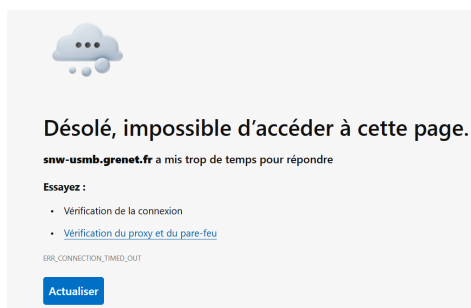 Désolé, impossible d’accéder à cette page.
snw-usmb.grenet.fr a mis trop de temps pour répondre
Essayez :
• Vérification de la connexion
• Vérification du proxy et du pare-feu
ERR_CONNECTION_TIMED_OUT
Actualiser